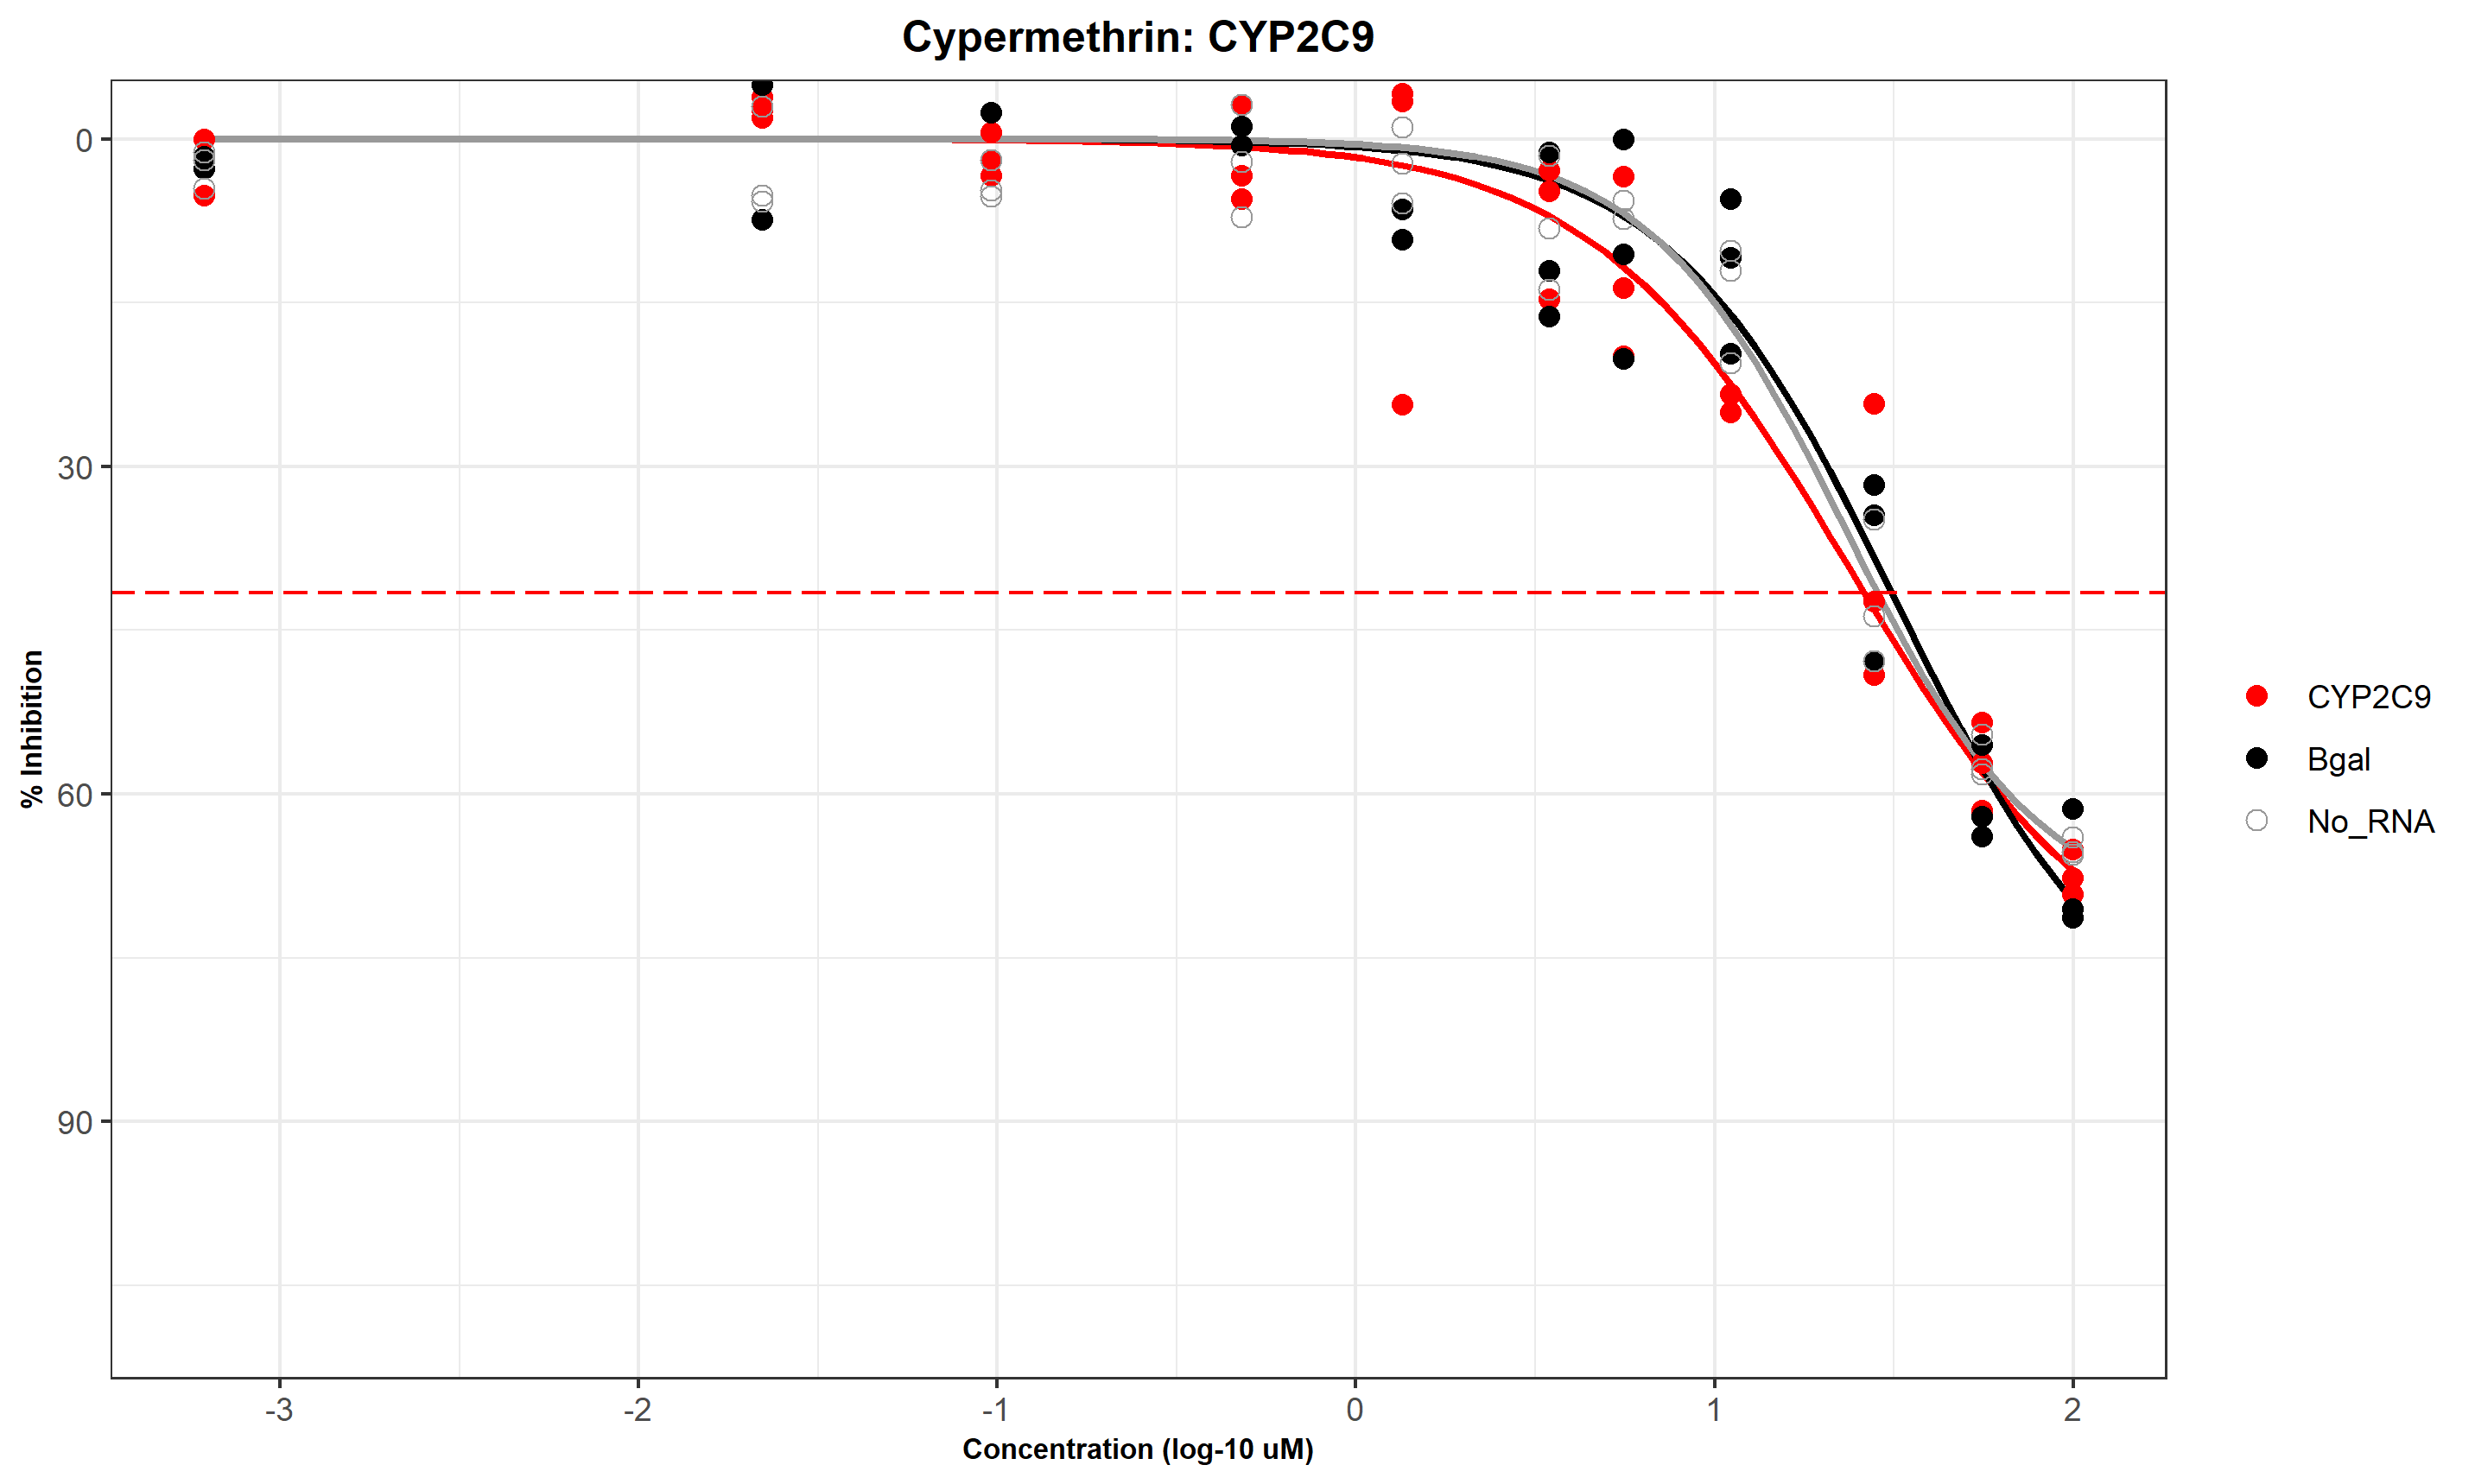 Cypermethrin: CYP2C9
0
30
60
90
% Inhibition
-3
-2
-1
0
1
2
Concentration (log-10 uM)
CYP2C9
Bgal
No_RNA